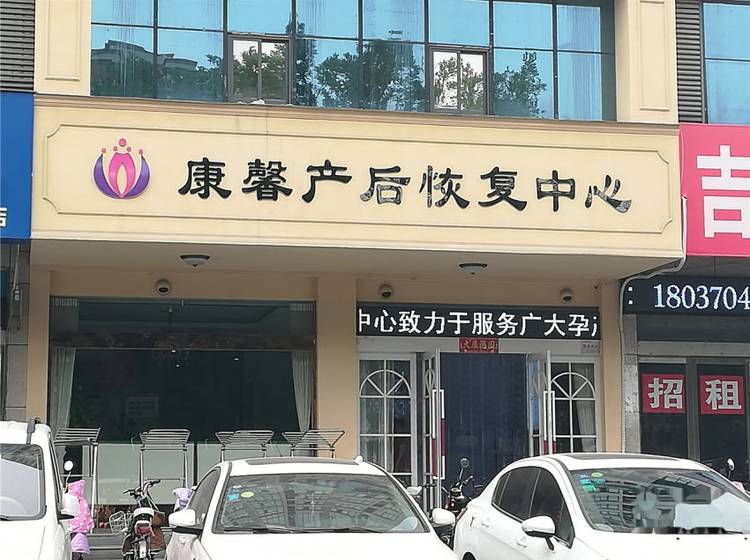 康馨产后恢复中心
中心致力于服务广大孕
吉
: 1803704
招租
店